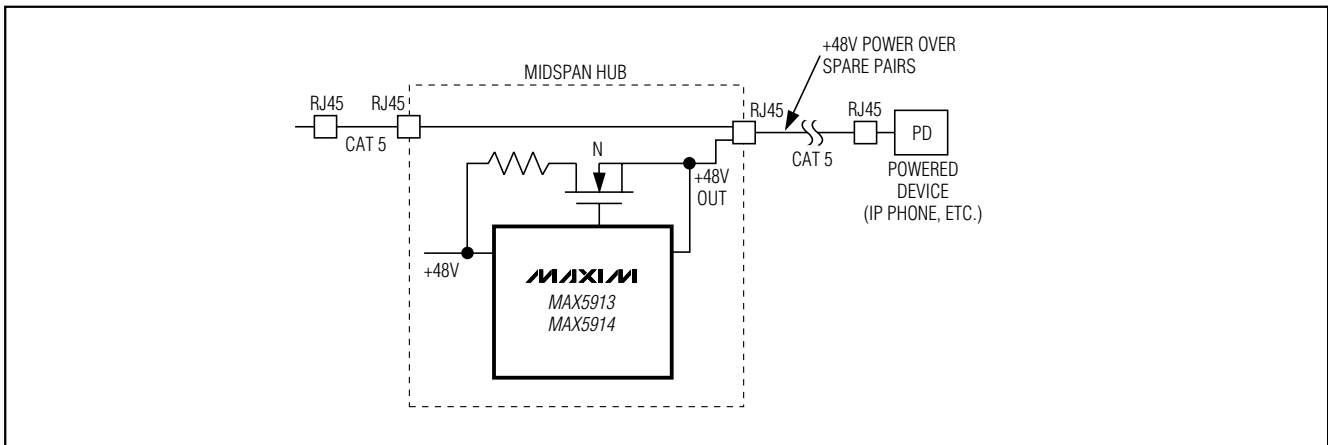 +48V POWER OVER
SPARE PAIRS
MIDSPAN HUB
RJ45
RJ45
RJ45
RJ45
CAT 5
CAT 5
PD
POWERED
DEVICE
(IP PHONE, ETC.)
N
+48V
OUT
+48V
MAXIM
MAX5913
MAX5914